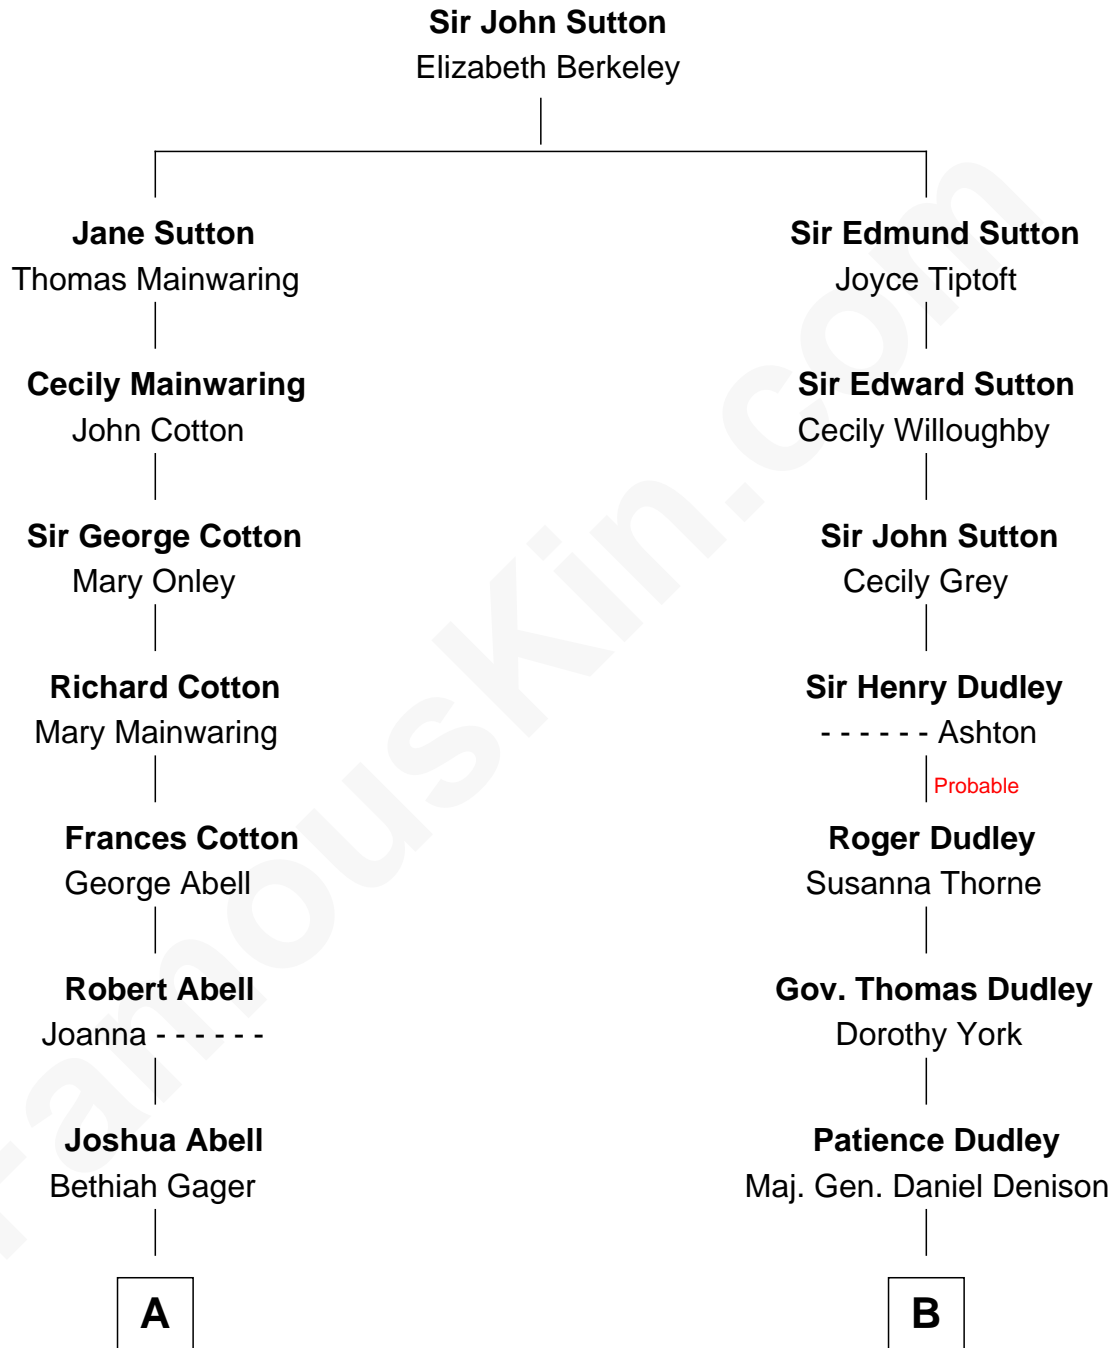 Sir John Sutton
Elizabeth Berkeley
Jane Sutton
Thomas Mainwaring
Sir Edmund Sutton
Joyce Tiptoft
Cecily Mainwaring
John Cotton
Sir Edward Sutton
Cecily Willoughby
Sir George Cotton
Mary Onley
Sir John Sutton
Cecily Grey
Richard Cotton
Mary Mainwaring
Sir Henry Dudley
- - - - - - Ashton
Probable
Frances Cotton
George Abell
Roger Dudley
Susanna Thorne
Robert Abell
Joanna - - - - - -
Gov. Thomas Dudley
Dorothy York
Joshua Abell
Bethiah Gager
Patience Dudley
Maj. Gen. Daniel Denison
A
B
FamousKin.com